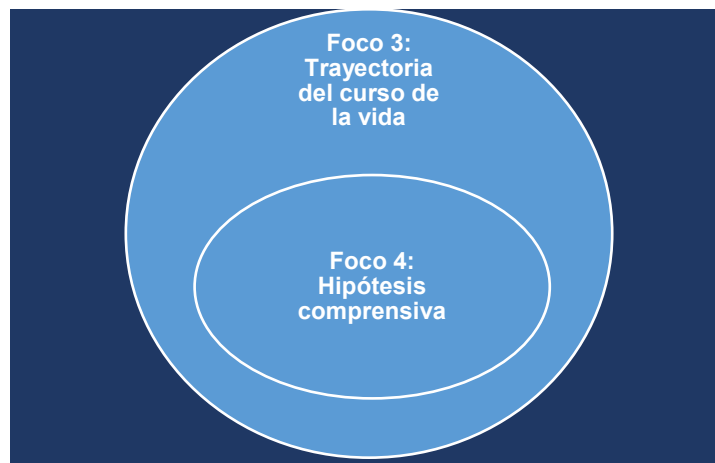 Foco 3:
Trayectoria
del curso de
la vida
Foco 4:
Hipótesis
comprensiva